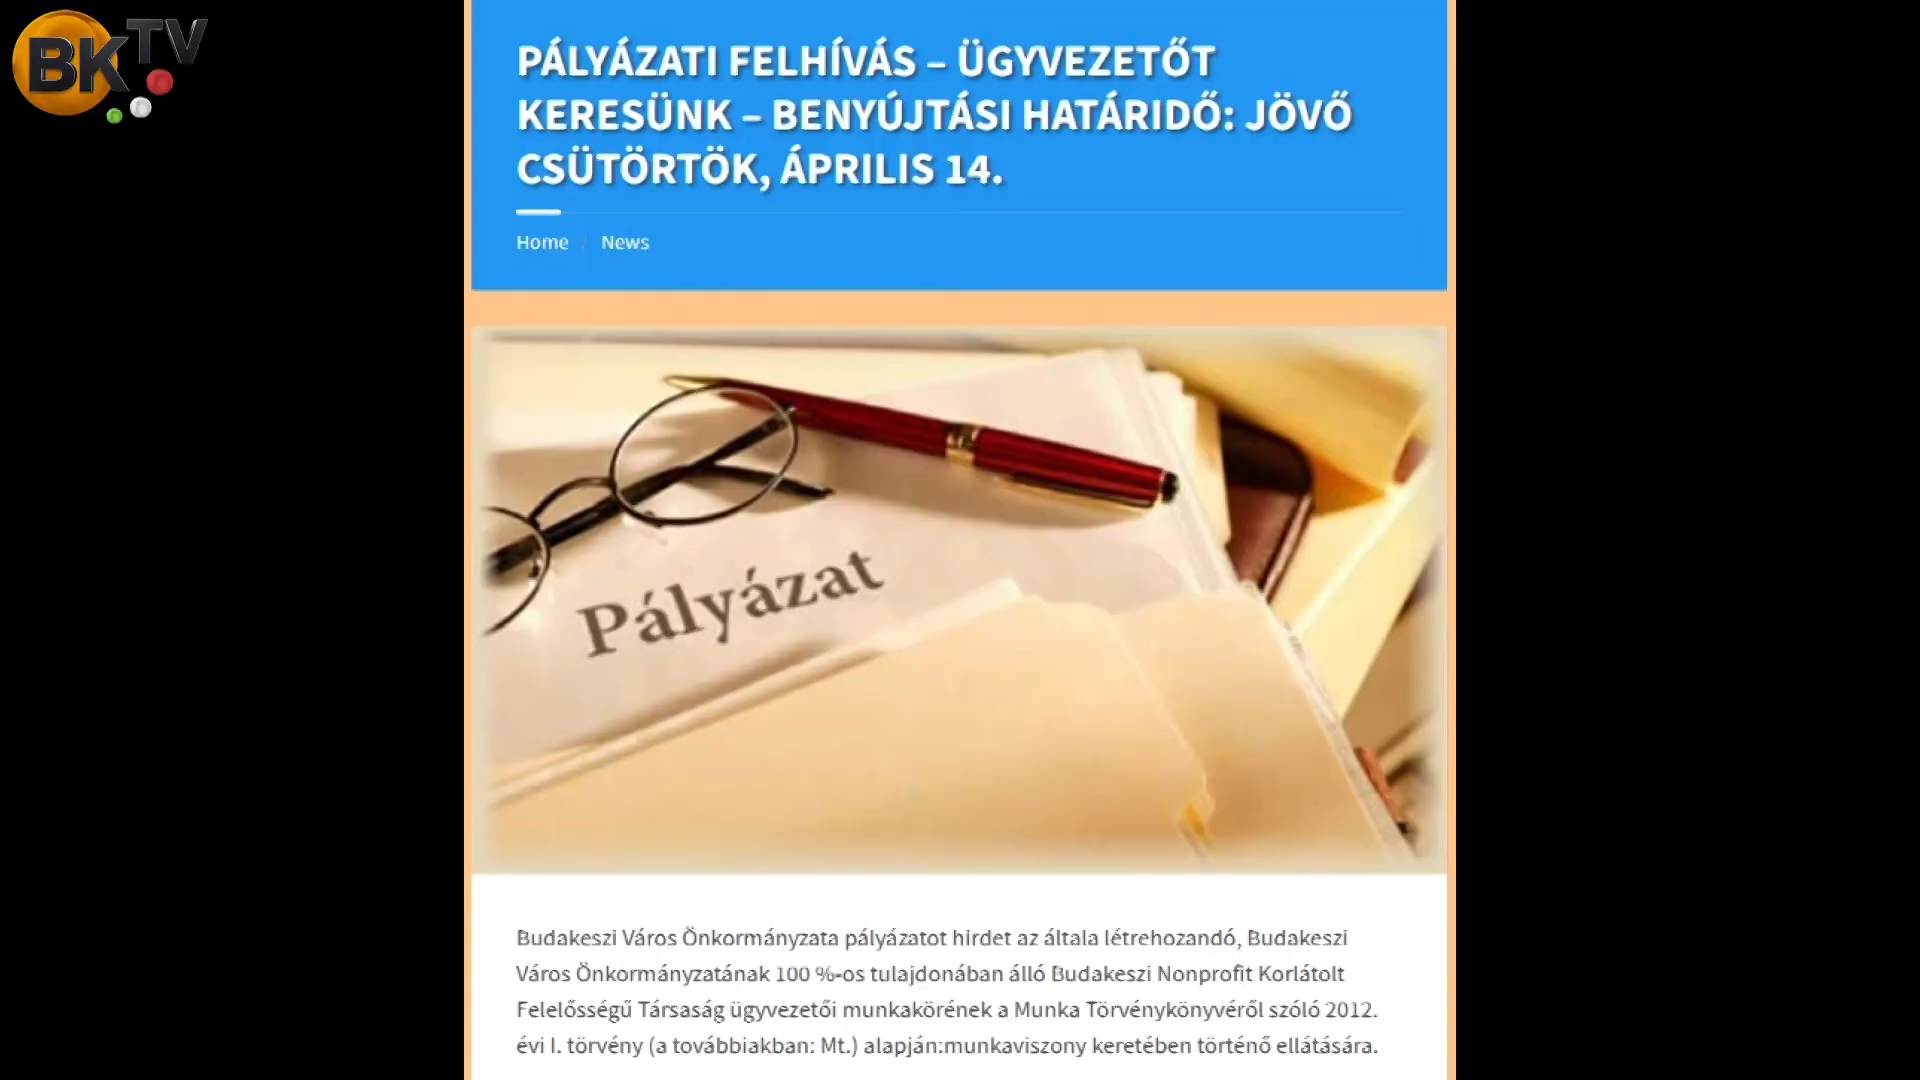 BKTV
PÁLYÁZATI FELHÍVÁS – ÜGYVEZETŐT
KERESÜNK – BENYÚJTÁSI HATÁRIDŐ: JÖVŐ
CSÜTÖRTÖK, ÁPRILIS 14.
Home / News
Pályázat
Budakeszi Város Önkormányzata pályázatot hirdet az általa létrehozandó, Budakeszi
Város Önkormányzatának 100 %-os tulajdonában álló Budakeszi Nonprofit Korlátolt
Felelősségű Társaság ügyvezetői munkakörének a Munka Törvénykönyvéről szóló 2012.
évi I. törvény (a továbbiakban: Mt.) alapján:munkaviszony keretében történő ellátására.